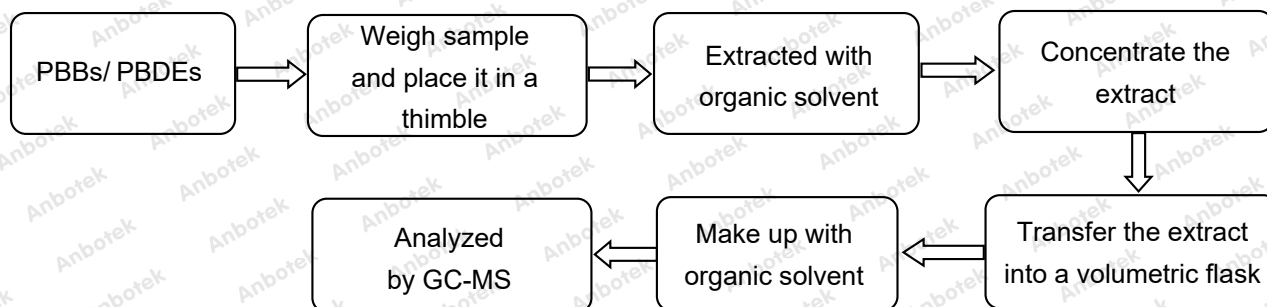 PBBs/ PBDEs
Weigh sample
and place it in a
thimble
Extracted with
organic solvent
Concentrate the
extract
Transfer the extract
into a volumetric flask
Make up with
organic solvent
Analyzed
by GC-MS
Anbotek